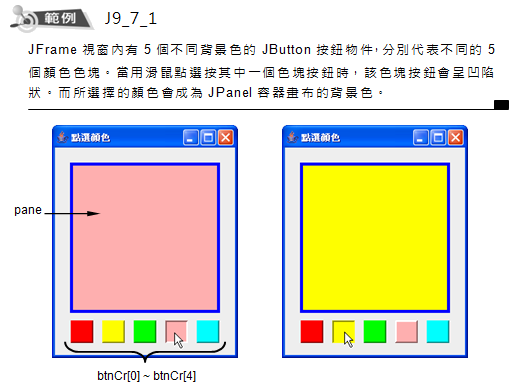 範例 J9_7_1
JFrame 視窗內有 5 個不同背景色的 JButton 按鈕物件，分別代表不同的 5
個顏色色塊。當用滑鼠點選按其中一個色塊按鈕時，該色塊按鈕會呈凹陷
狀。而所選擇的顏色會成為 JPanel 容器畫布的背景色。
點選顏色
點選顏色
pane
btnCr[0] ~ btnCr[4]